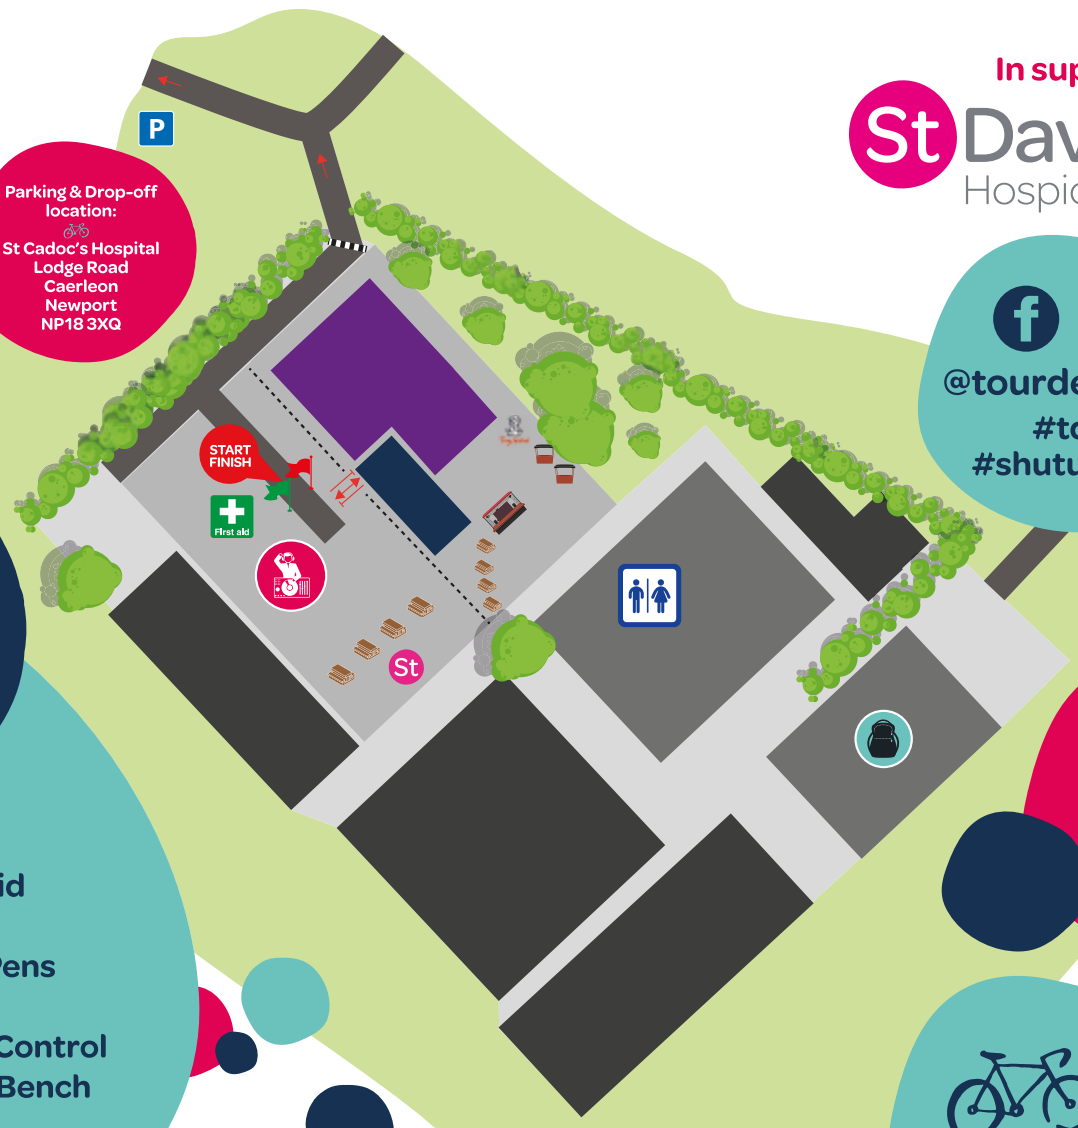 In sup
St Dav
Hospic
P
Parking & Drop-off
location:
St Cadoc's Hospital
Lodge Road
Caerleon
Newport
NP18 3XQ
f
@tourde
#to
#shutu
START
FINISH
First aid
St
id
Pens
Control
Bench